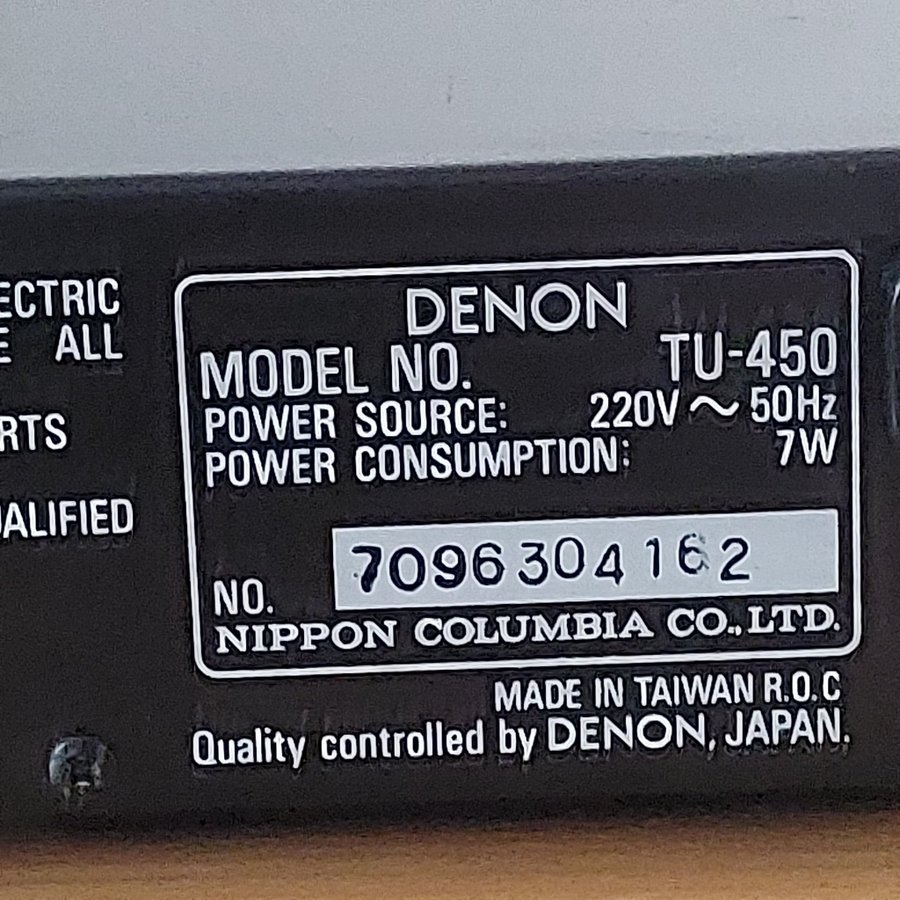 ECTRIC
E ALL
RTS
UALIFIED
DENON
MODEL NO. TU-450
POWER SOURCE: 220V ~ 50Hz
POWER CONSUMPTION: 7W
NO. 7096304162
NIPPON COLUMBIA CO., LTD.
MADE IN TAIWAN R.O.C
Quality controlled by DENON, JAPAN.